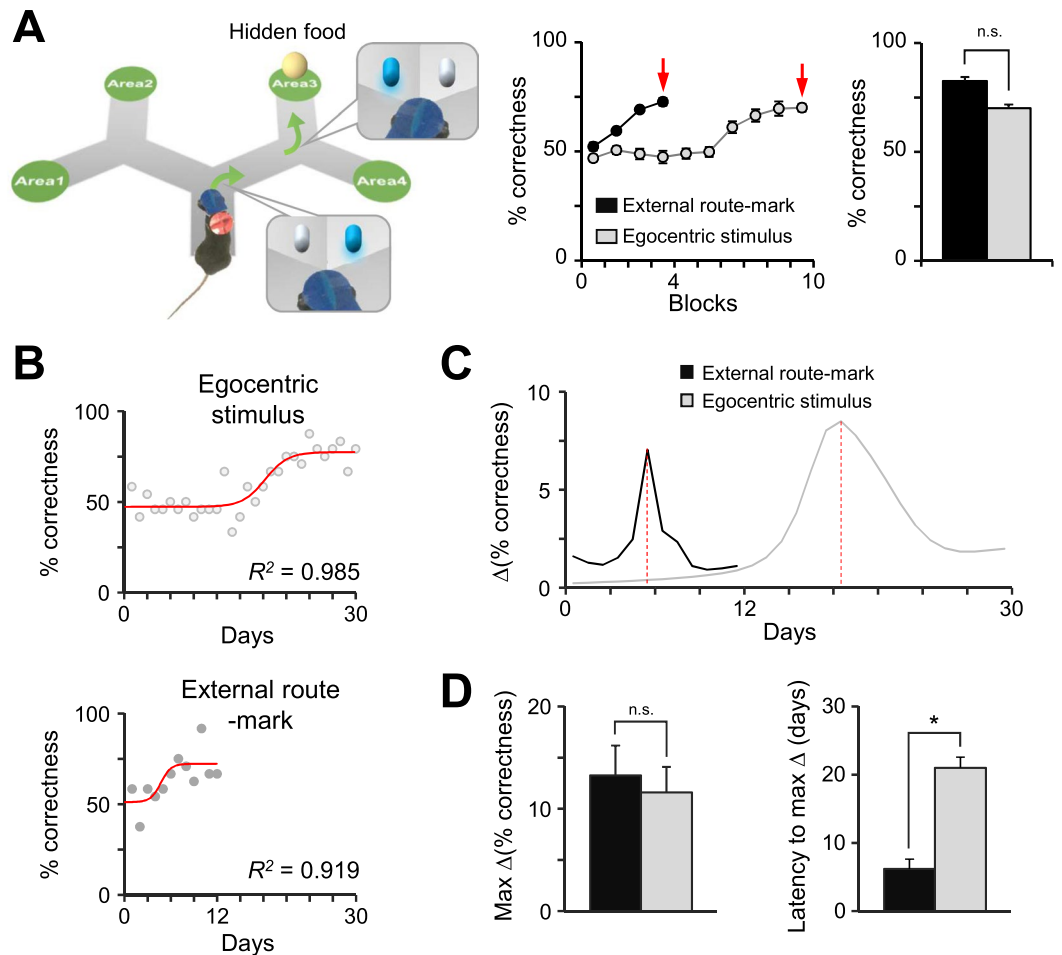 A
Hidden food
Area2
Area3
Area1
Area4
% correctness
100
50
0
External route-mark
Egocentric stimulus
0
4
10
Blocks
% correctness
100
50
0
n.s.
B
Egocentric
stimulus
% correctness
100
50
0
R² = 0.985
0
30
Days
External route
-mark
% correctness
100
50
0
R² = 0.919
0
12
30
Days
C
External route-mark
Egocentric stimulus
Δ(% correctness)
10
5
0
0
12
30
Days
D
Max Δ(% correctness)
20
10
0
n.s.
Latency to max Δ (days)
30
20
10
0
*